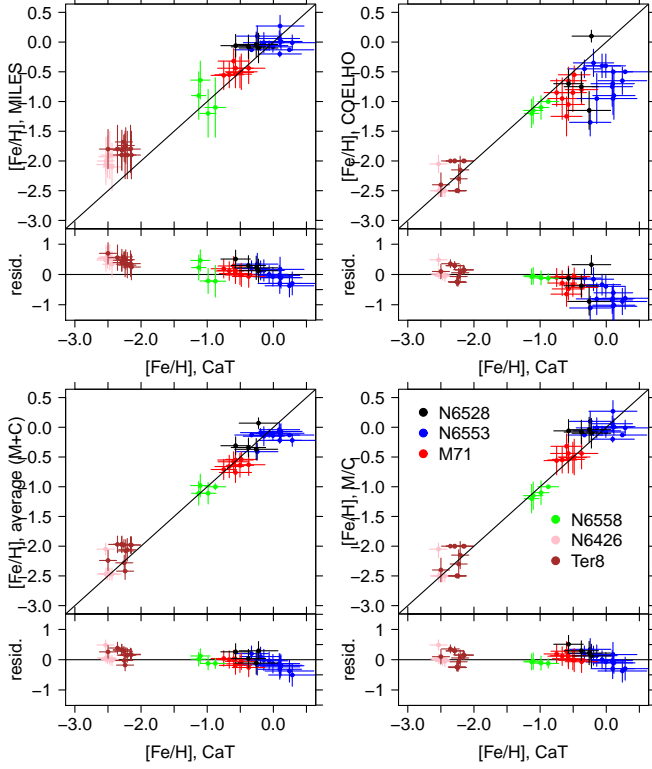 0.5
0.0
−0.5
−1.0
−1.5
−2.0
−2.5
−3.0
[Fe/H], MILES
1
0
−1
resid.
−3.0 −2.0 −1.0 0.0
[Fe/H], CaT
0.5
0.0
−0.5
−1.0
−1.5
−2.0
−2.5
−3.0
[Fe/H], COELHO
1
0
−1
resid.
−3.0 −2.0 −1.0 0.0
[Fe/H], CaT
0.5
0.0
−0.5
−1.0
−1.5
−2.0
−2.5
−3.0
[Fe/H], average (M+C)
1
0
−1
resid.
−3.0 −2.0 −1.0 0.0
[Fe/H], CaT
0.5
0.0
−0.5
−1.0
−1.5
−2.0
−2.5
−3.0
[Fe/H], M/C
N6528
N6553
M71
N6558
N6426
Ter8
1
0
−1
resid.
−3.0 −2.0 −1.0 0.0
[Fe/H], CaT